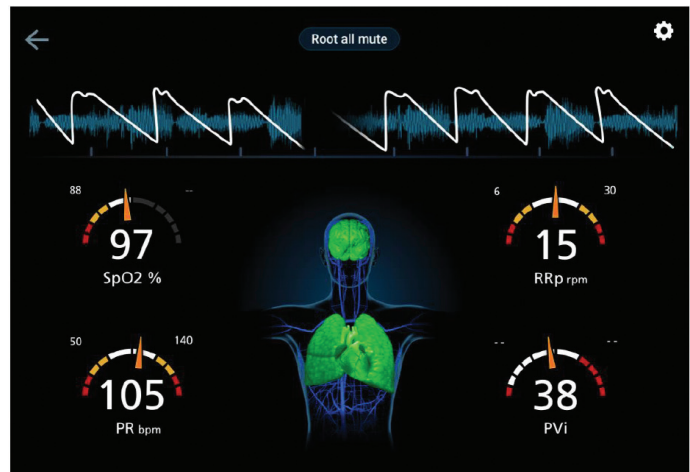 Root all mute
88 --
97
SpO2 %
6 30
15
RRp rpm
50 140
105
PR bpm
-- --
38
PVi